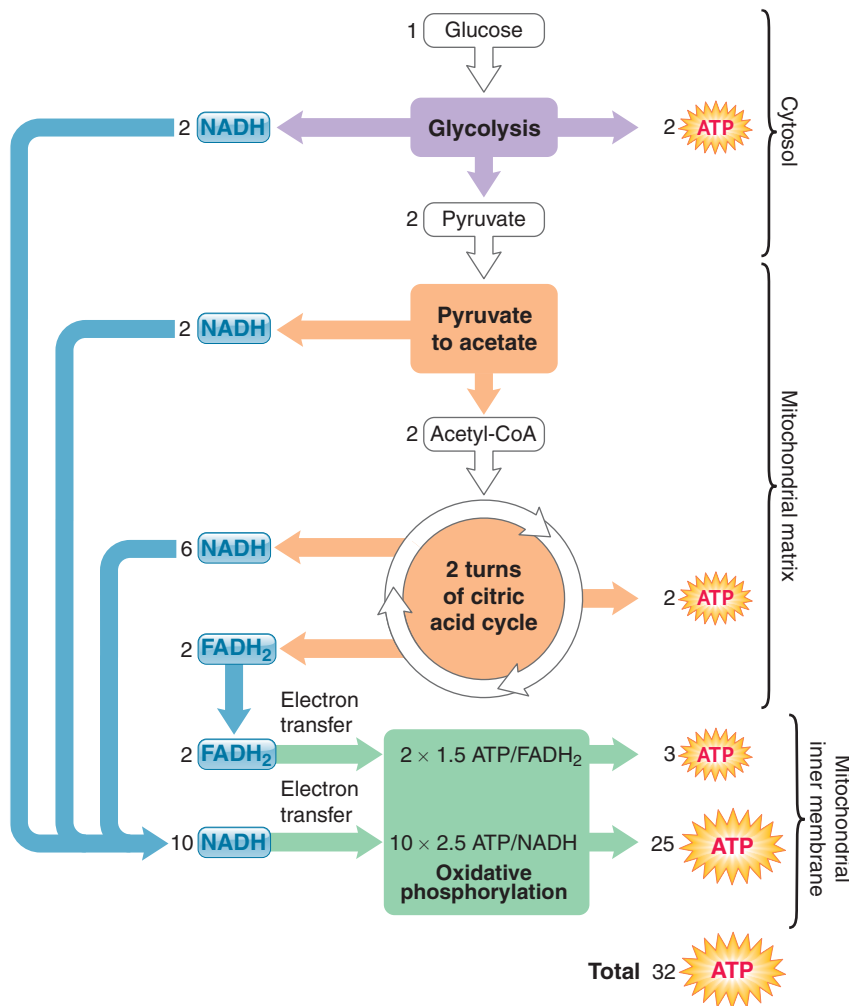 1 Glucose
2 NADH
Glycolysis
2 ATP
Cytosol
2 Pyruvate
2 NADH
Pyruvate
to acetate
2 Acetyl-CoA
Mitochondrial matrix
6 NADH
2 turns
of citric
acid cycle
2 ATP
2 FADH₂
Electron
transfer
2 FADH₂
2 × 1.5 ATP/FADH₂
3 ATP
Electron
transfer
10 NADH
10 × 2.5 ATP/NADH
Oxidative
phosphorylation
25 ATP
Mitochondrial
inner membrane
Total 32 ATP